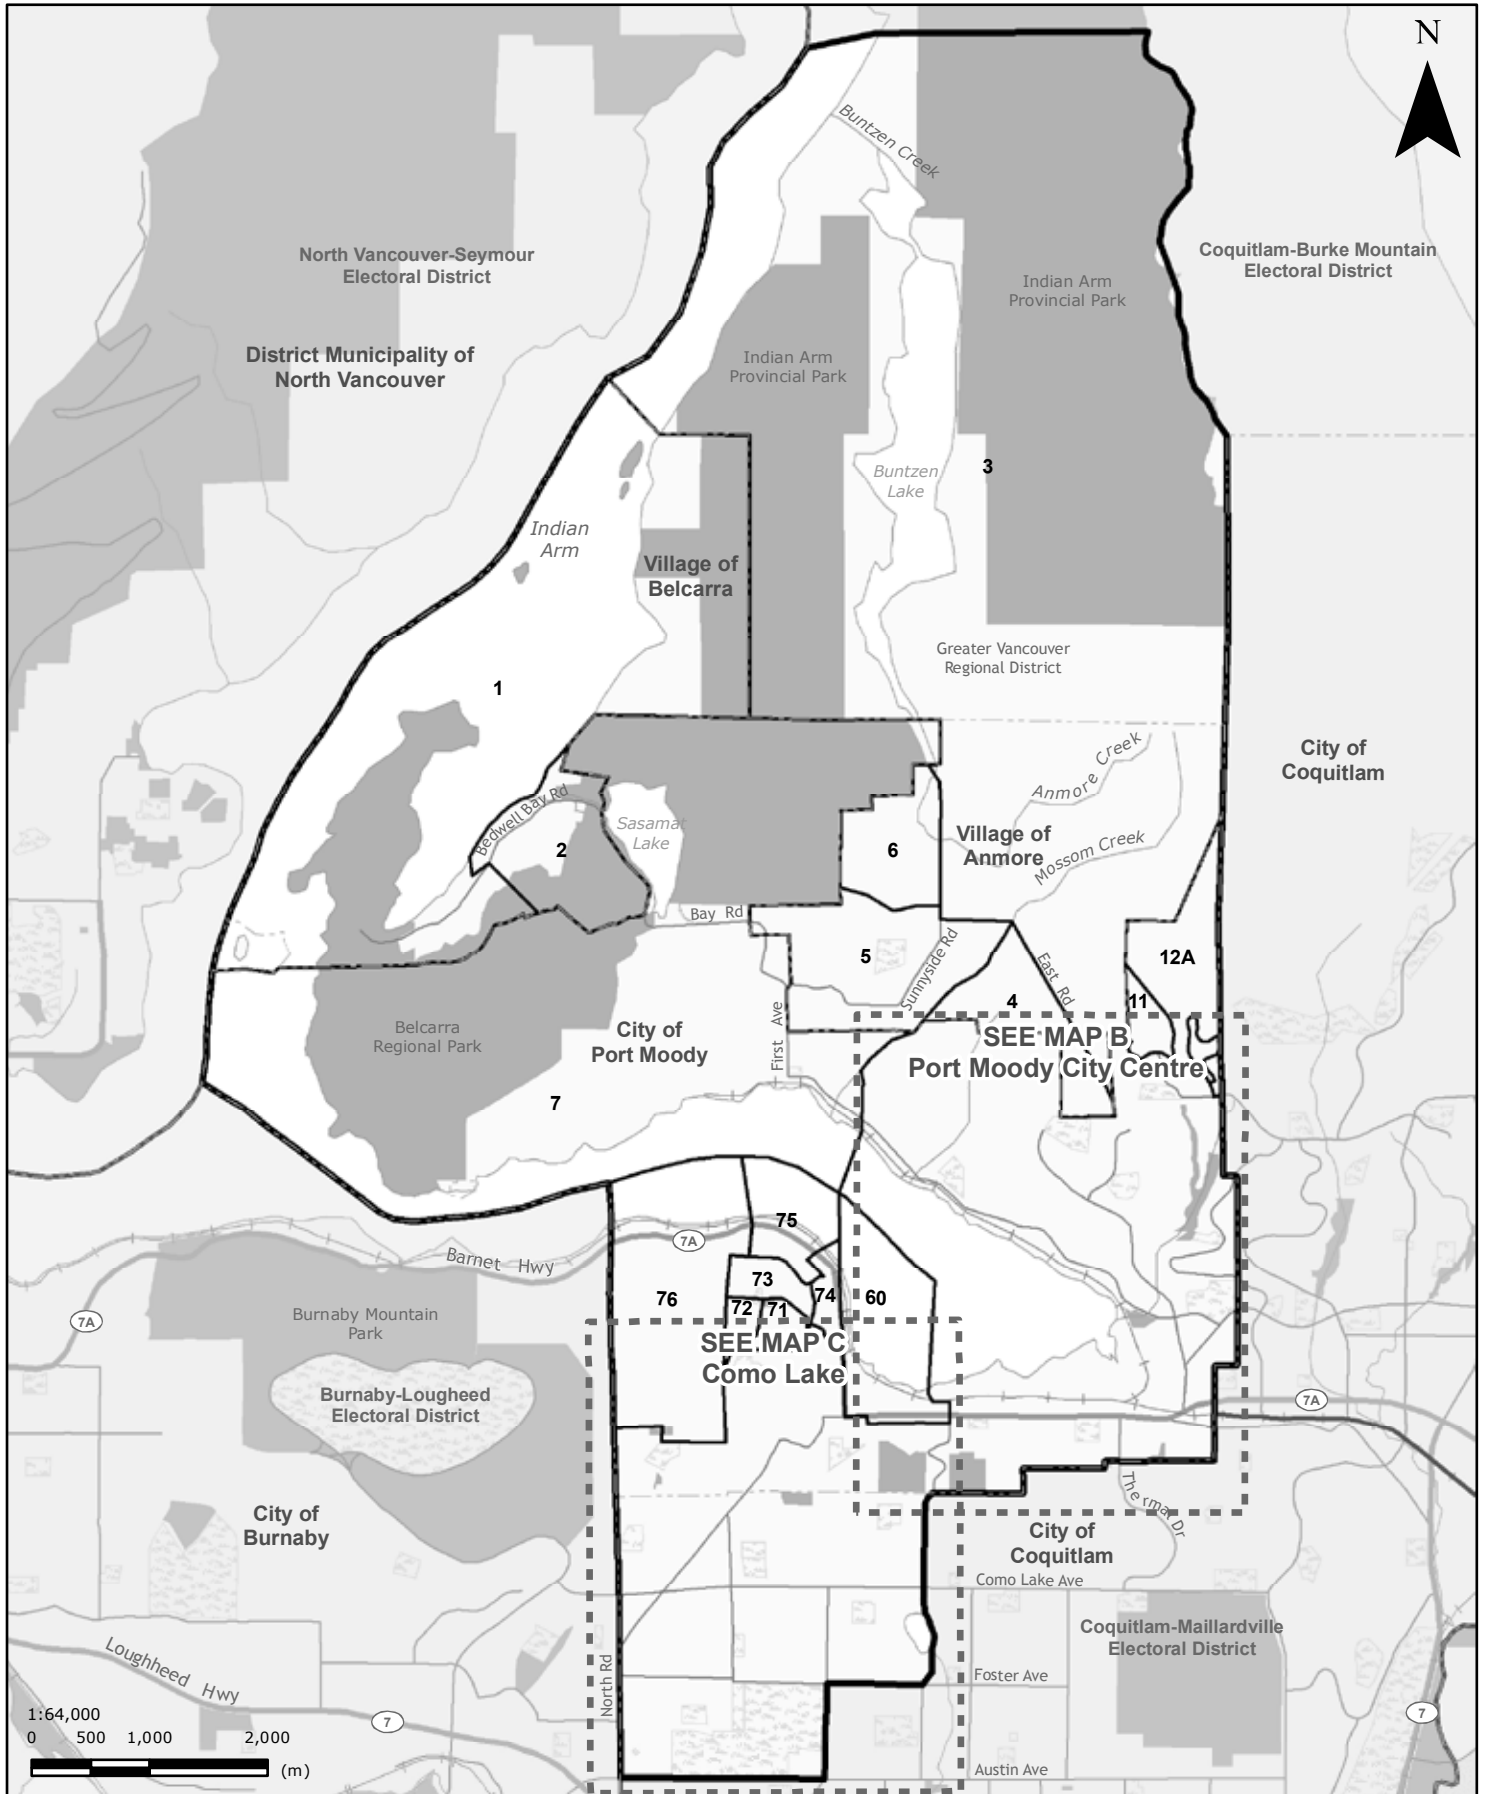 N
Buntzen Creek
North Vancouver-Seymour
Electoral District
Coquitlam-Burke Mountain
Electoral District
Indian Arm
Provincial Park
District Municipality of
North Vancouver
Indian Arm
Provincial Park
3
Buntzen
Lake
Indian
Arm
Village of
Belcarra
Greater Vancouver
Regional District
1
City of
Coquitlam
Anmore Creek
Bedwell Bay Rd
Sasamat
Lake
2
6
Village of
Anmore
Mossom Creek
Bay Rd
5
Sunnyside Rd
East Rd
12A
4
11
First Ave
Belcarra
Regional Park
City of
Port Moody
SEE MAP B
Port Moody City Centre
7
75
7A
Barnet Hwy
73
74
60
76
72
71
7A
Burnaby Mountain
Park
SEE MAP C
Como Lake
Burnaby-Lougheed
Electoral District
7A
City of
Burnaby
Thermal Dr
City of
Coquitlam
Como Lake Ave
Coquitlam-Maillardville
Electoral District
Loughheed Hwy
North Rd
Foster Ave
1:64,000
0 500 1,000 2,000
(m)
7
7
Austin Ave